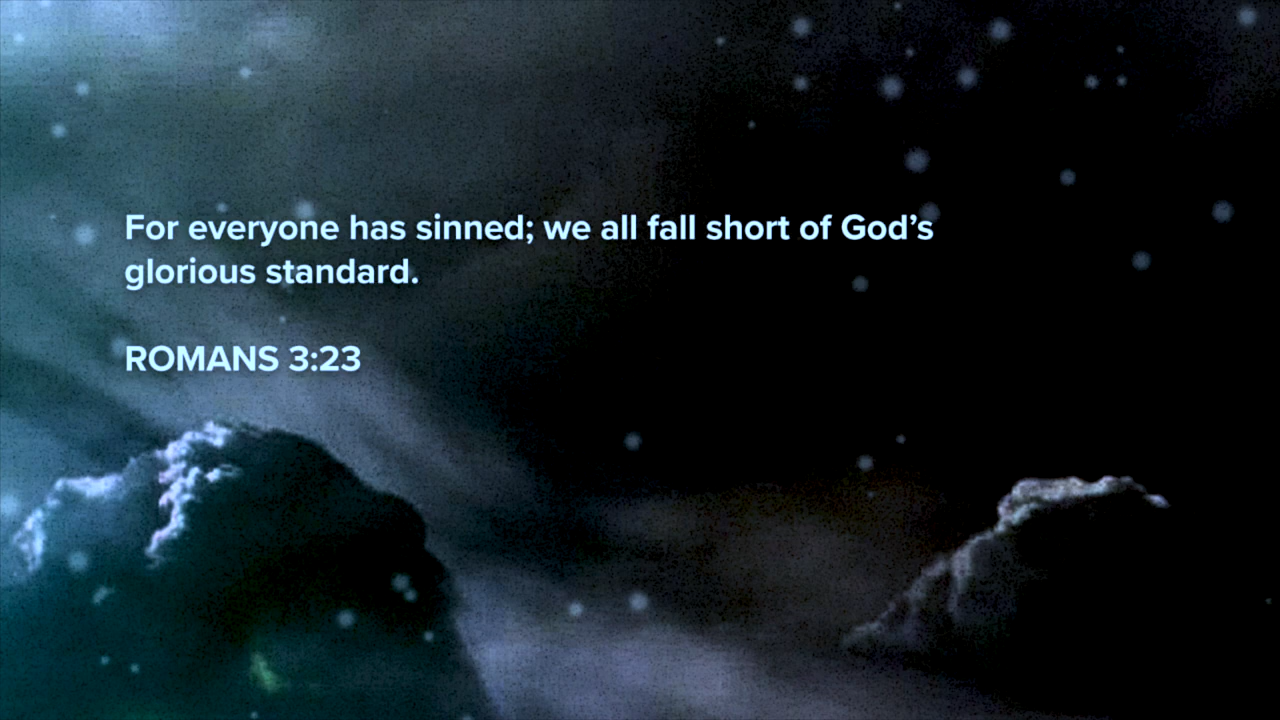 For everyone has sinned; we all fall short of God’s
glorious standard.
ROMANS 3:23